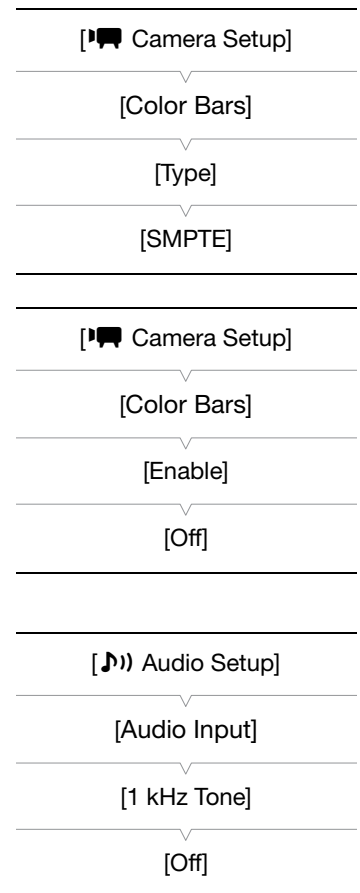 [Camera Setup]
[Color Bars]
[Type]
[SMPTE]
[Camera Setup]
[Color Bars]
[Enable]
[Off]
[Audio Setup]
[Audio Input]
[1 kHz Tone]
[Off]